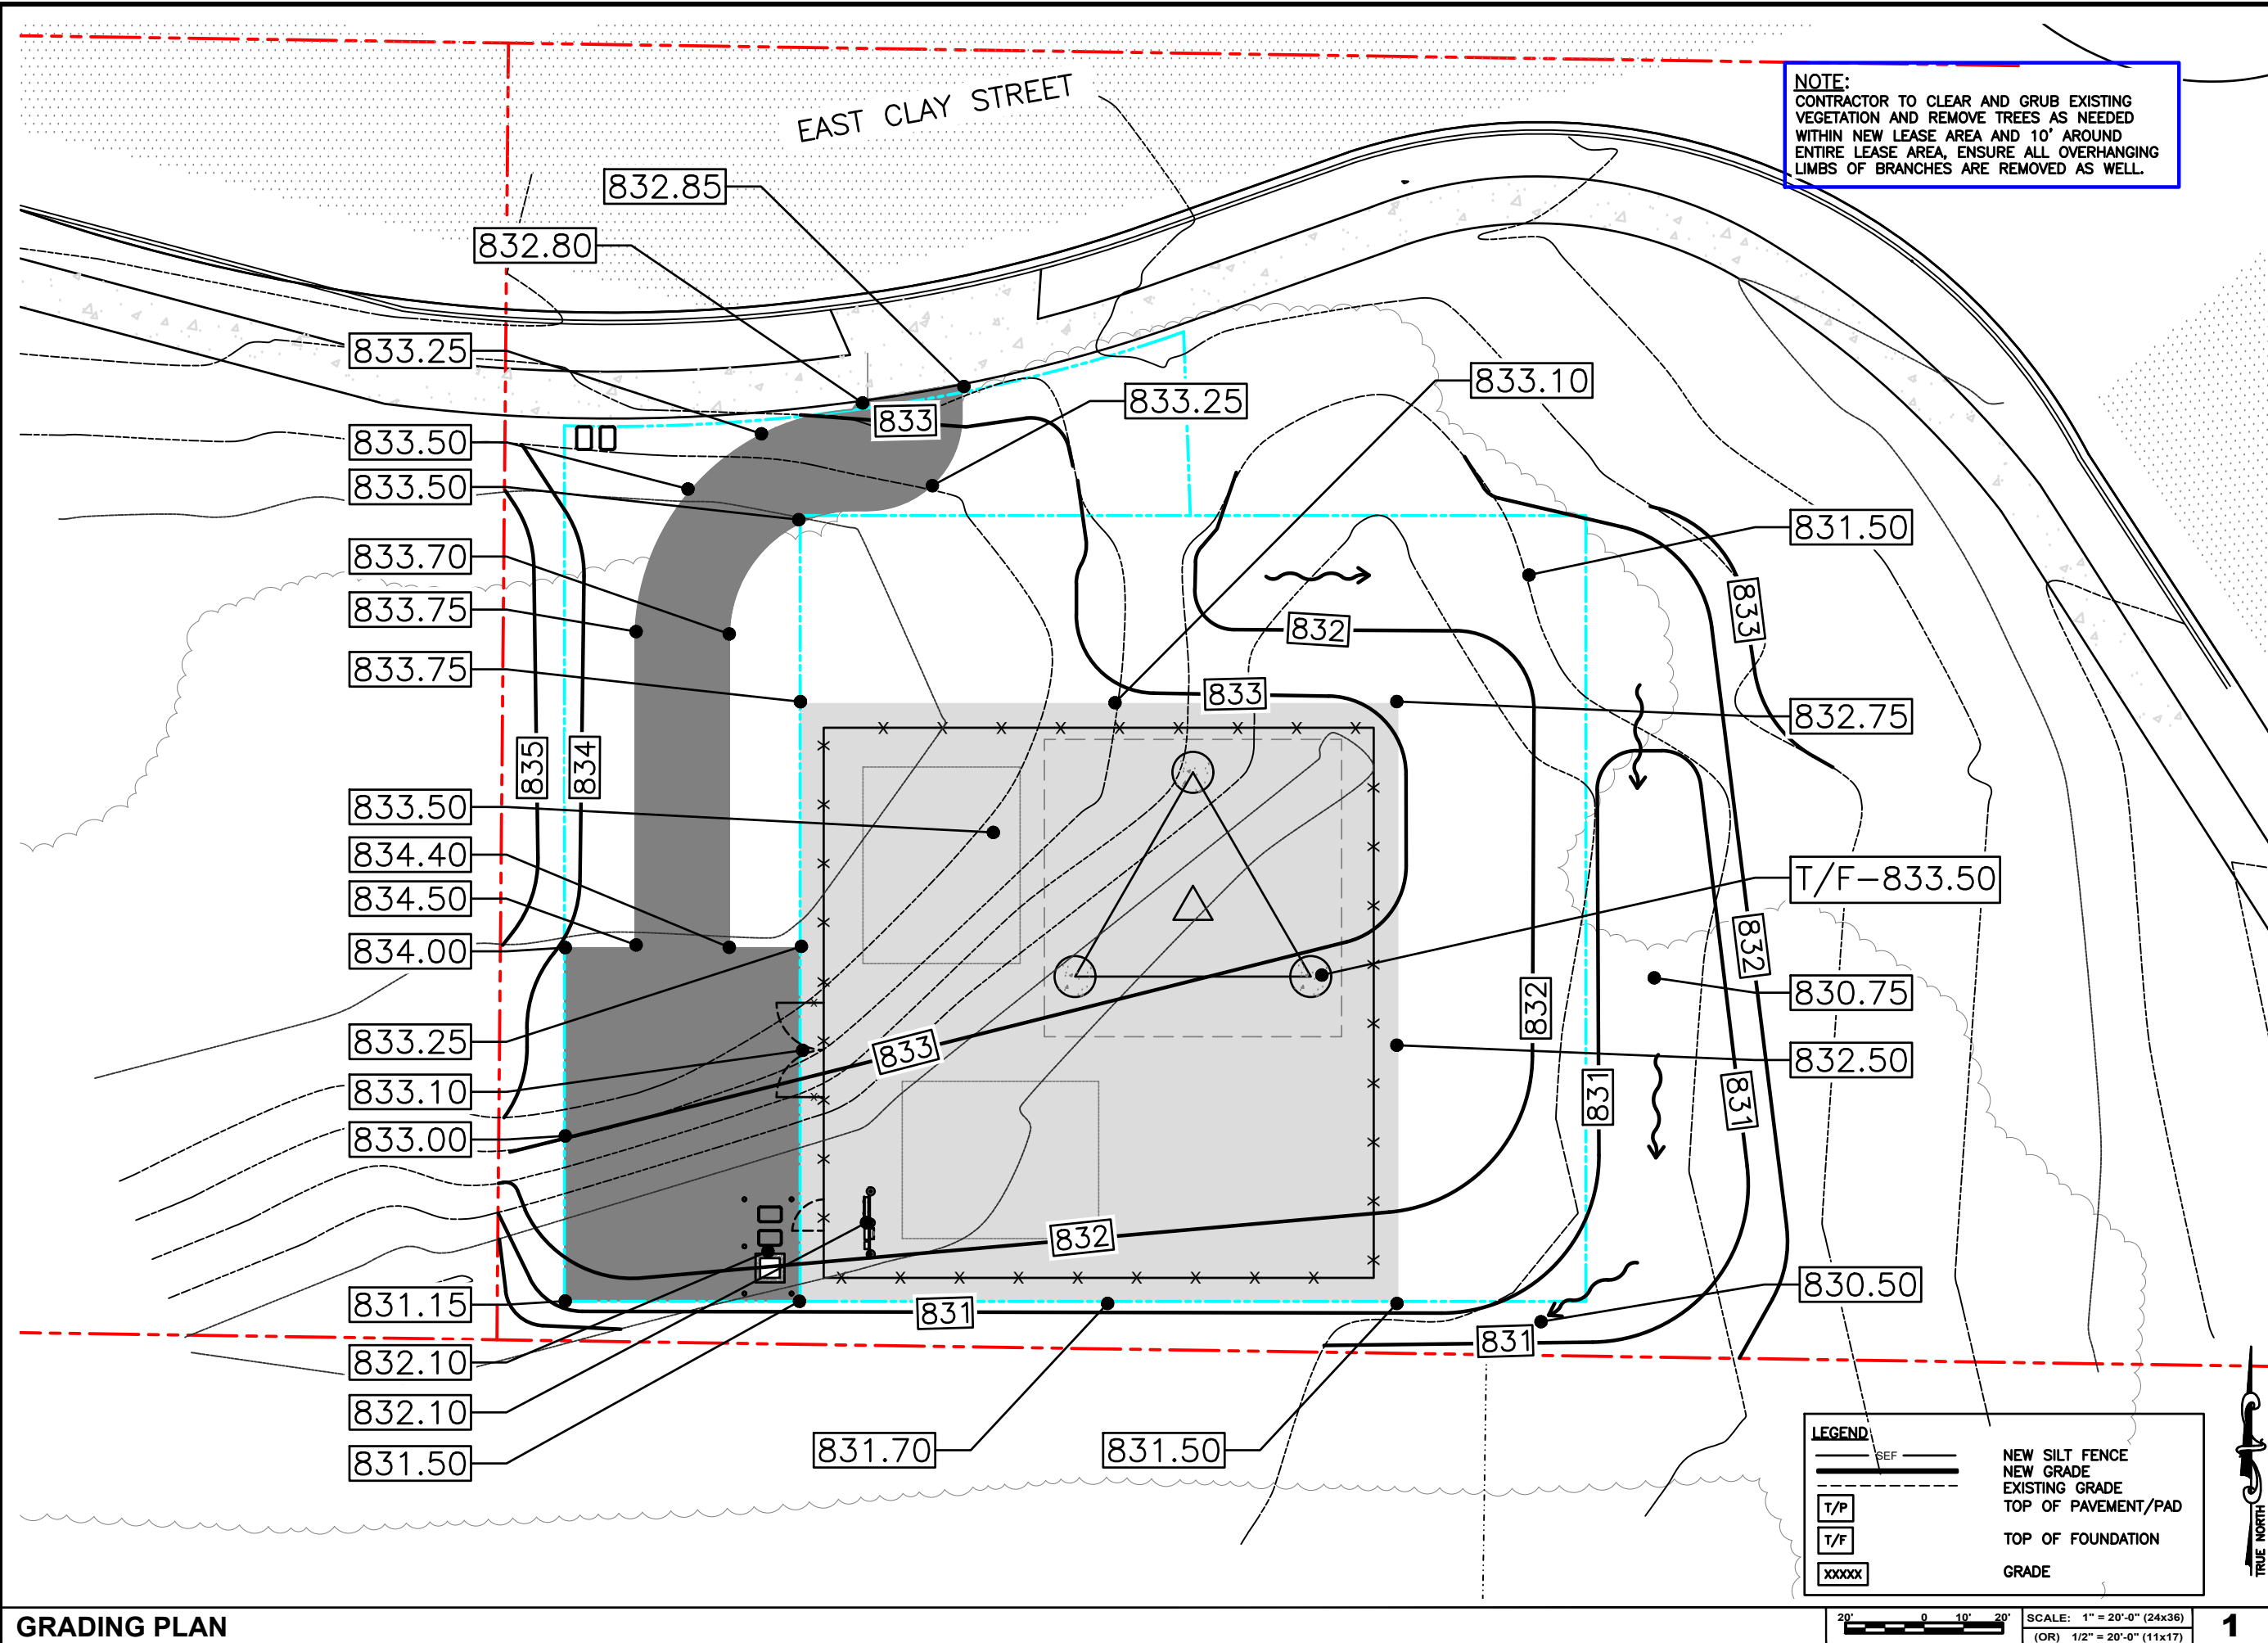 EAST CLAY STREET
NOTE:
CONTRACTOR TO CLEAR AND GRUB EXISTING
VEGETATION AND REMOVE TREES AS NEEDED
WITHIN NEW LEASE AREA AND 10' AROUND
ENTIRE LEASE AREA, ENSURE ALL OVERHANGING
LIMBS OF BRANCHES ARE REMOVED AS WELL.
832.85
832.80
833.25
833.50
833.50
833.70
833.75
833.75
833.50
834.40
834.50
834.00
833.25
833.10
833.00
831.15
832.10
832.10
831.50
831.70
831.50
833.25
833.10
831.50
832.75
T/F-833.50
830.75
832.50
830.50
833
835
834
833
832
833
833
832
832
831
831
833
832
831
831
LEGEND
SEF
NEW SILT FENCE
NEW GRADE
EXISTING GRADE
T/P
TOP OF PAVEMENT/PAD
T/F
TOP OF FOUNDATION
XXXXX
GRADE
TRUE NORTH
GRADING PLAN
20' 0 10' 20'
SCALE: 1" = 20'-0" (24x36)
(OR) 1/2" = 20'-0" (11x17)
1